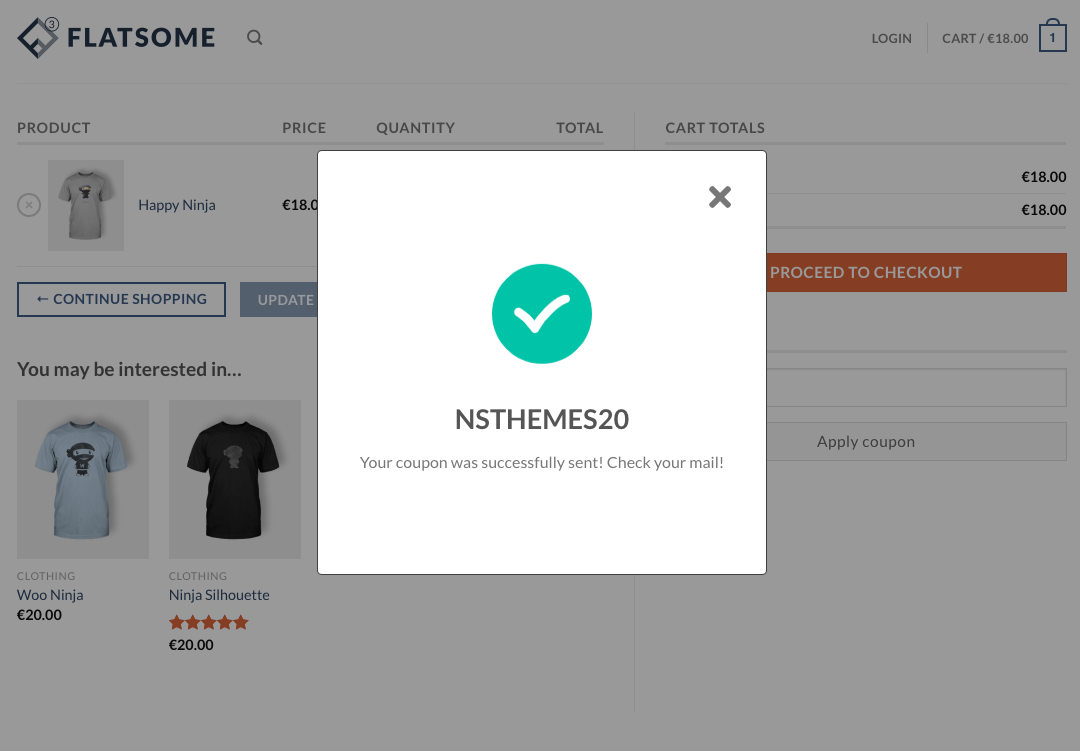 3
FLATSOME
LOGIN
CART / €18.00
1
PRODUCT PRICE QUANTITY TOTAL
CART TOTALS
Happy Ninja
€18.0
€18.00
€18.00
PROCEED TO CHECKOUT
← CONTINUE SHOPPING
UPDATE
NSTHEMES20
Your coupon was successfully sent! Check your mail!
Apply coupon
You may be interested in...
CLOTHING
Woo Ninja
€20.00
CLOTHING
Ninja Silhouette
€20.00